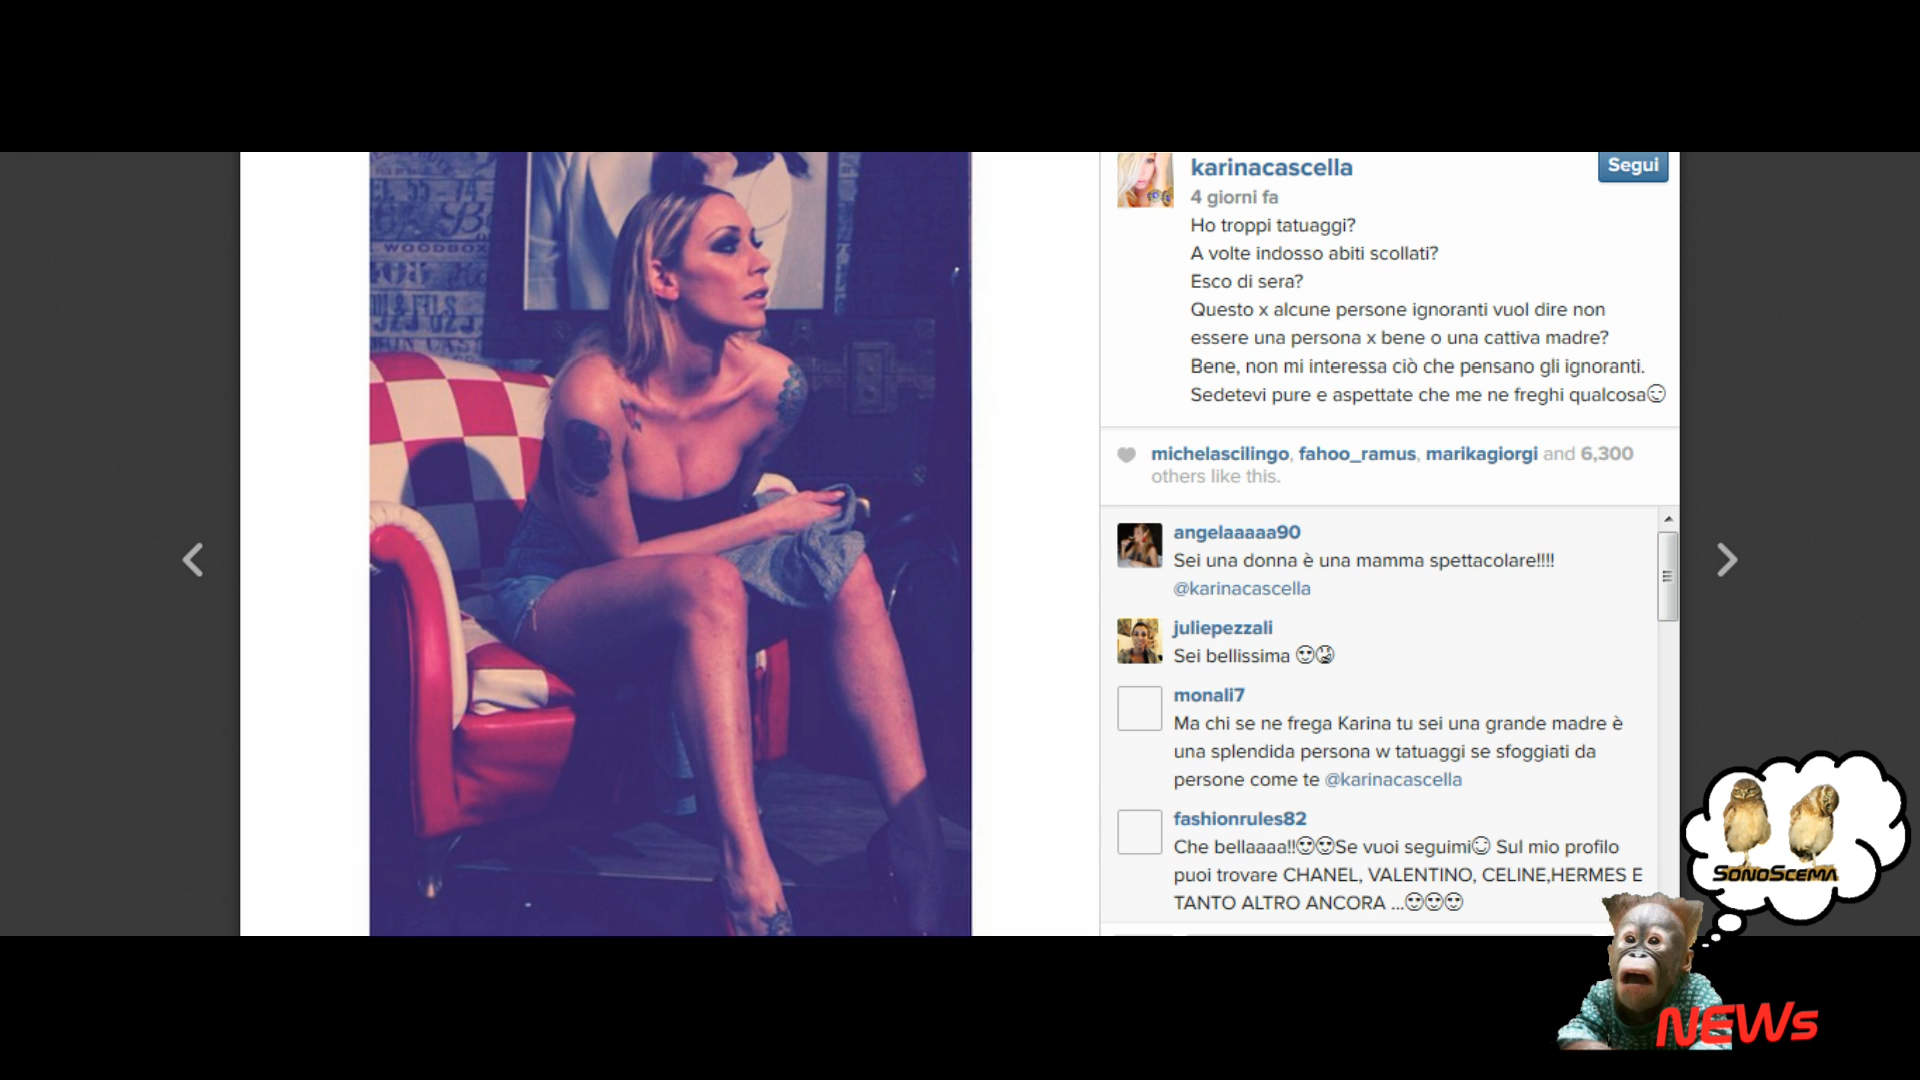 WOODBOX
karinacascella
Segui
4 giorni fa
Ho troppi tatuaggi?
A volte indosso abiti scollati?
Esco di sera?
Questo x alcune persone ignoranti vuol dire non
essere una persona x bene o una cattiva madre?
Bene, non mi interessa ciò che pensano gli ignoranti.
Sedetevi pure e aspettate che me ne freghi qualcosa😏
michelascilingo, fahoo_ramus, marikagiorgi and 6,300
others like this.
angelaaaaa90
Sei una donna è una mamma spettacolare!!!!
@karinacascella
juliepezzali
Sei bellissima 😍😘
monali7
Ma chi se ne frega Karina tu sei una grande madre è
una splendida persona w tatuaggi se sfoggiati da
persone come te @karinacascella
fashionrules82
Che bellaaaa!!😍😍Se vuoi seguimi😉 Sul mio profilo
puoi trovare CHANEL, VALENTINO, CELINE,HERMES E
TANTO ALTRO ANCORA ...😍😍😍
SONOSCEMA
NEWs